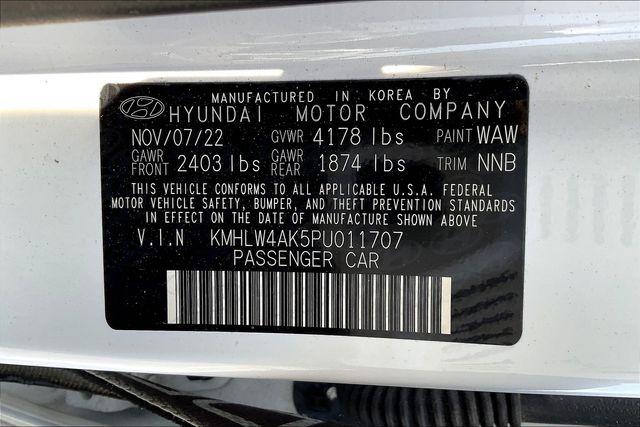 MANUFACTURED IN KOREA BY
HYUNDAI MOTOR COMPANY
NOV/07/22 GVWR 4178 lbs PAINT WAW
GAWR FRONT 2403 lbs GAWR REAR 1874 lbs TRIM NNB
THIS VEHICLE CONFORMS TO ALL APPLICABLE U.S.A. FEDERAL
MOTOR VEHICLE SAFETY, BUMPER, AND THEFT PREVENTION STANDARDS
IN EFFECT ON THE DATE OF MANUFACTURE SHOWN ABOVE
V.I.N KMHLW4AK5PU011707
PASSENGER CAR